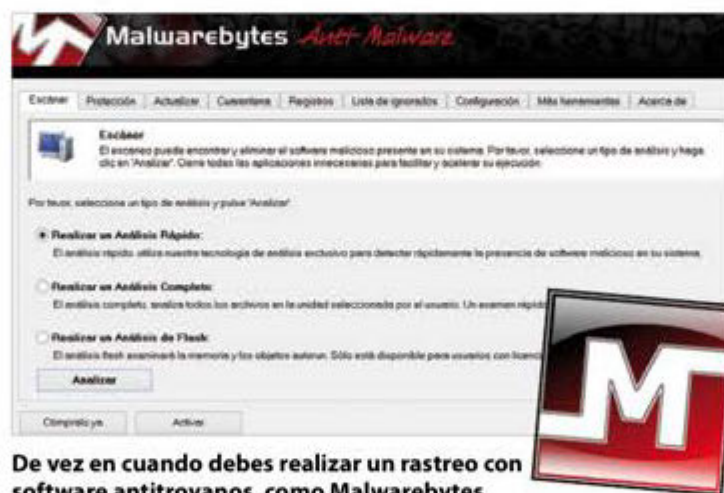 Malwarebytes Anti-Malware
Escáner Protección Actualizar Cuarentena Registros Lista de ignorados Configuración Más herramientas Acerca de
Escáner
El escaneo puede encontrar y eliminar el software malicioso presente en su sistema. Por favor, seleccione un tipo de análisis y haga
clic en 'Analizar'. Cierre todas las aplicaciones innecesarias para facilitar y acelerar su ejecución.
Por favor, seleccione un tipo de análisis y pulse 'Analizar'
Realizar un Análisis Rápido:
El análisis rápido utiliza nuestra tecnología de análisis exclusivo para detectar rápidamente la presencia de software malicioso en su sistema.
Realizar un Análisis Completo:
El análisis completo, analiza todos los archivos en la unidad seleccionada por el usuario. Un examen rápido
Realizar un Análisis de Flash:
El análisis flash examinará la memoria y los objetos autorun. Sólo está disponible para usuarios con licenc
Analizar
Cómprelo ya Activar
De vez en cuando debes realizar un rastreo con
software antitroyanos, como Malwarebytes